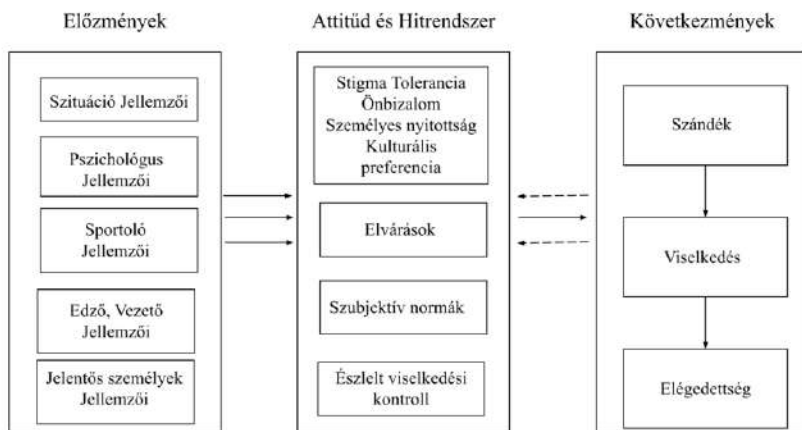 Előzmények
Szituáció Jellemzői
Pszichológus
Jellemzői
Sportoló
Jellemzői
Edző, Vezető
Jellemzői
Jelentős személyek
Jellemzői
Attitűd és Hitrendszer
Stigma Tolerancia
Önbizalom
Személyes nyitottság
Kulturális
preferencia
Elvárások
Szubjektív normák
Észlelt viselkedési
kontroll
Következmények
Szándék
Viselkedés
Elégedettség